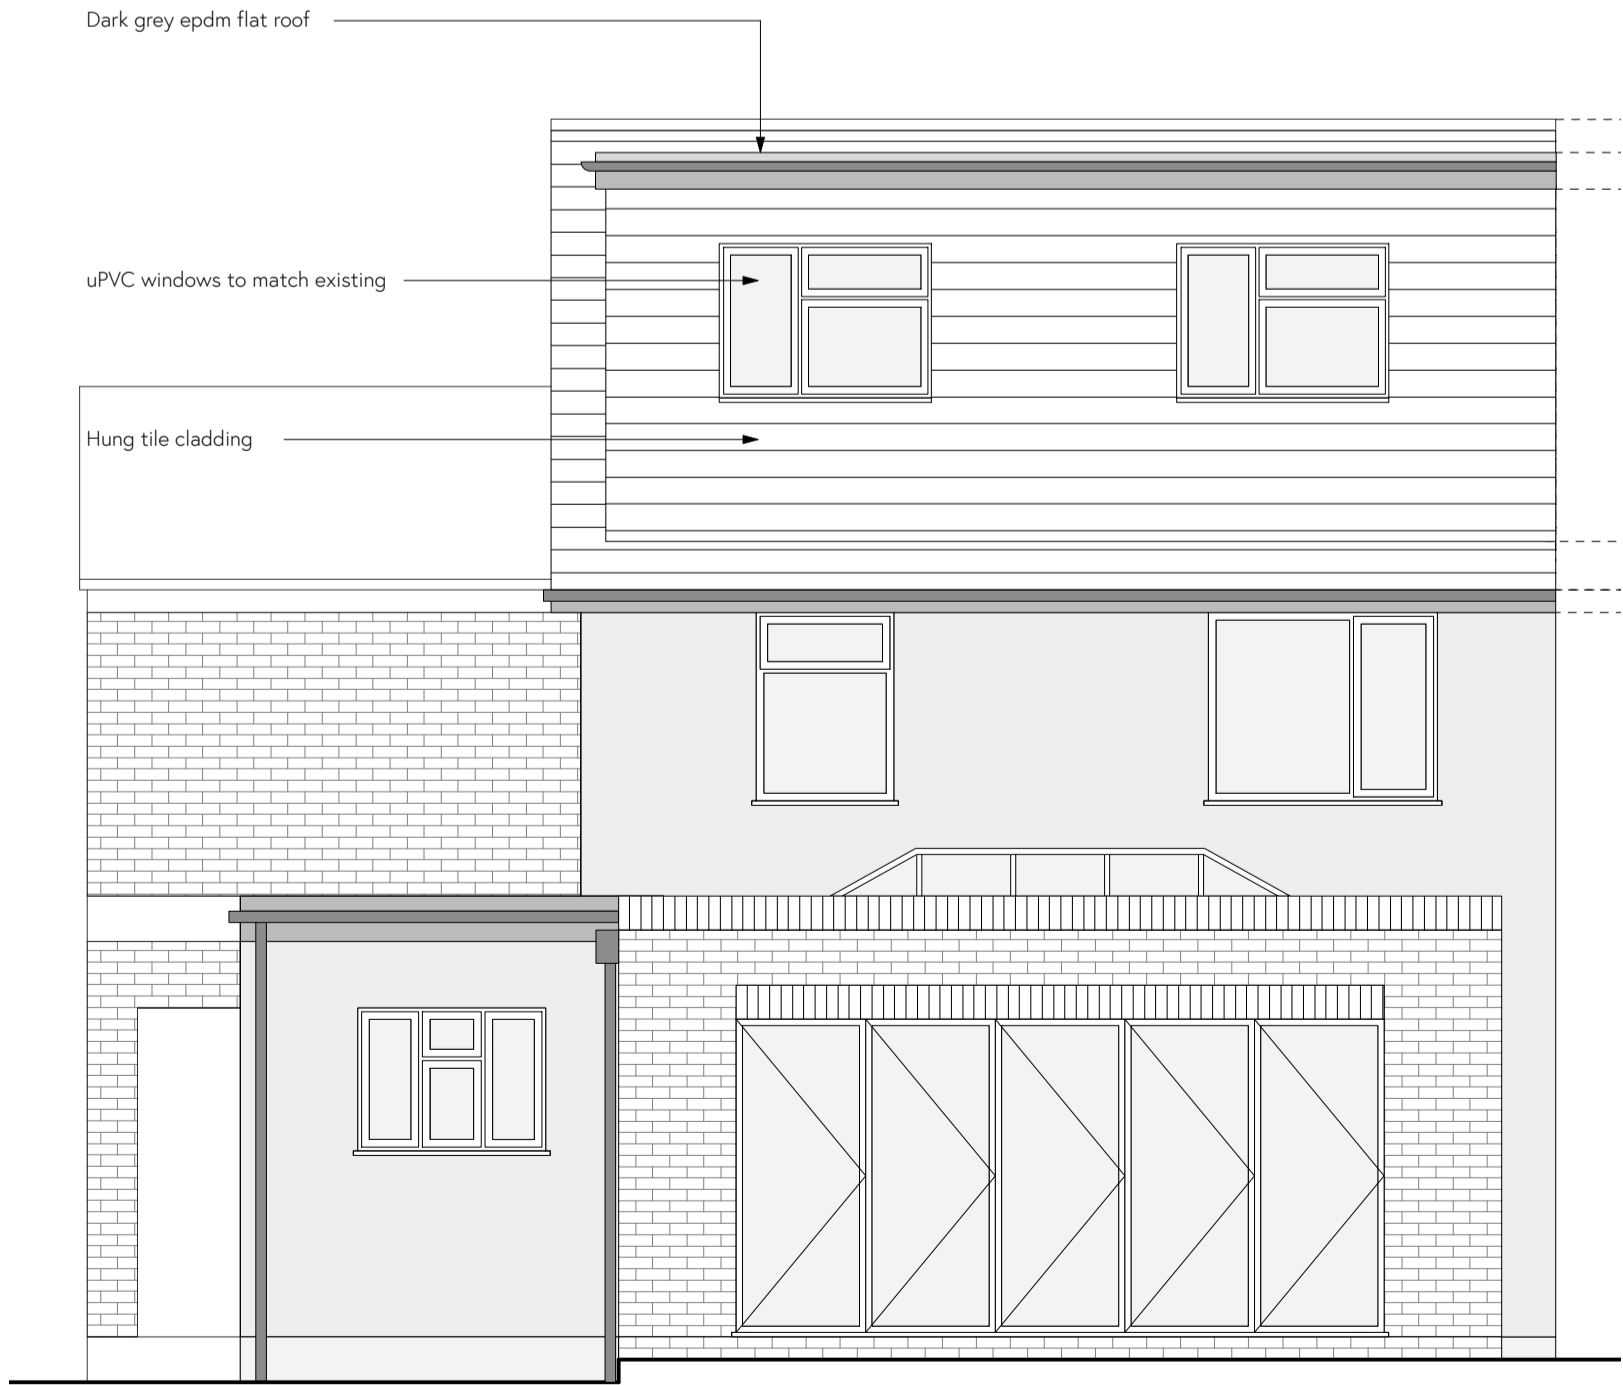 Dark grey epdm flat roof
uPVC windows to match existing
Hung tile cladding